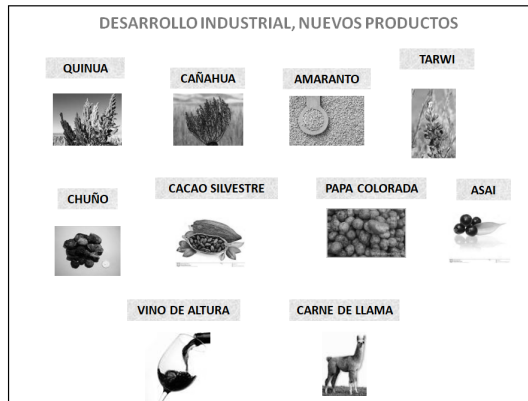 DESARROLLO INDUSTRIAL, NUEVOS PRODUCTOS
QUINUA
CAÑAHUA
AMARANTO
TARWI
CHUÑO
CACAO SILVESTRE
PAPA COLORADA
ASAI
VINO DE ALTURA
CARNE DE LLAMA